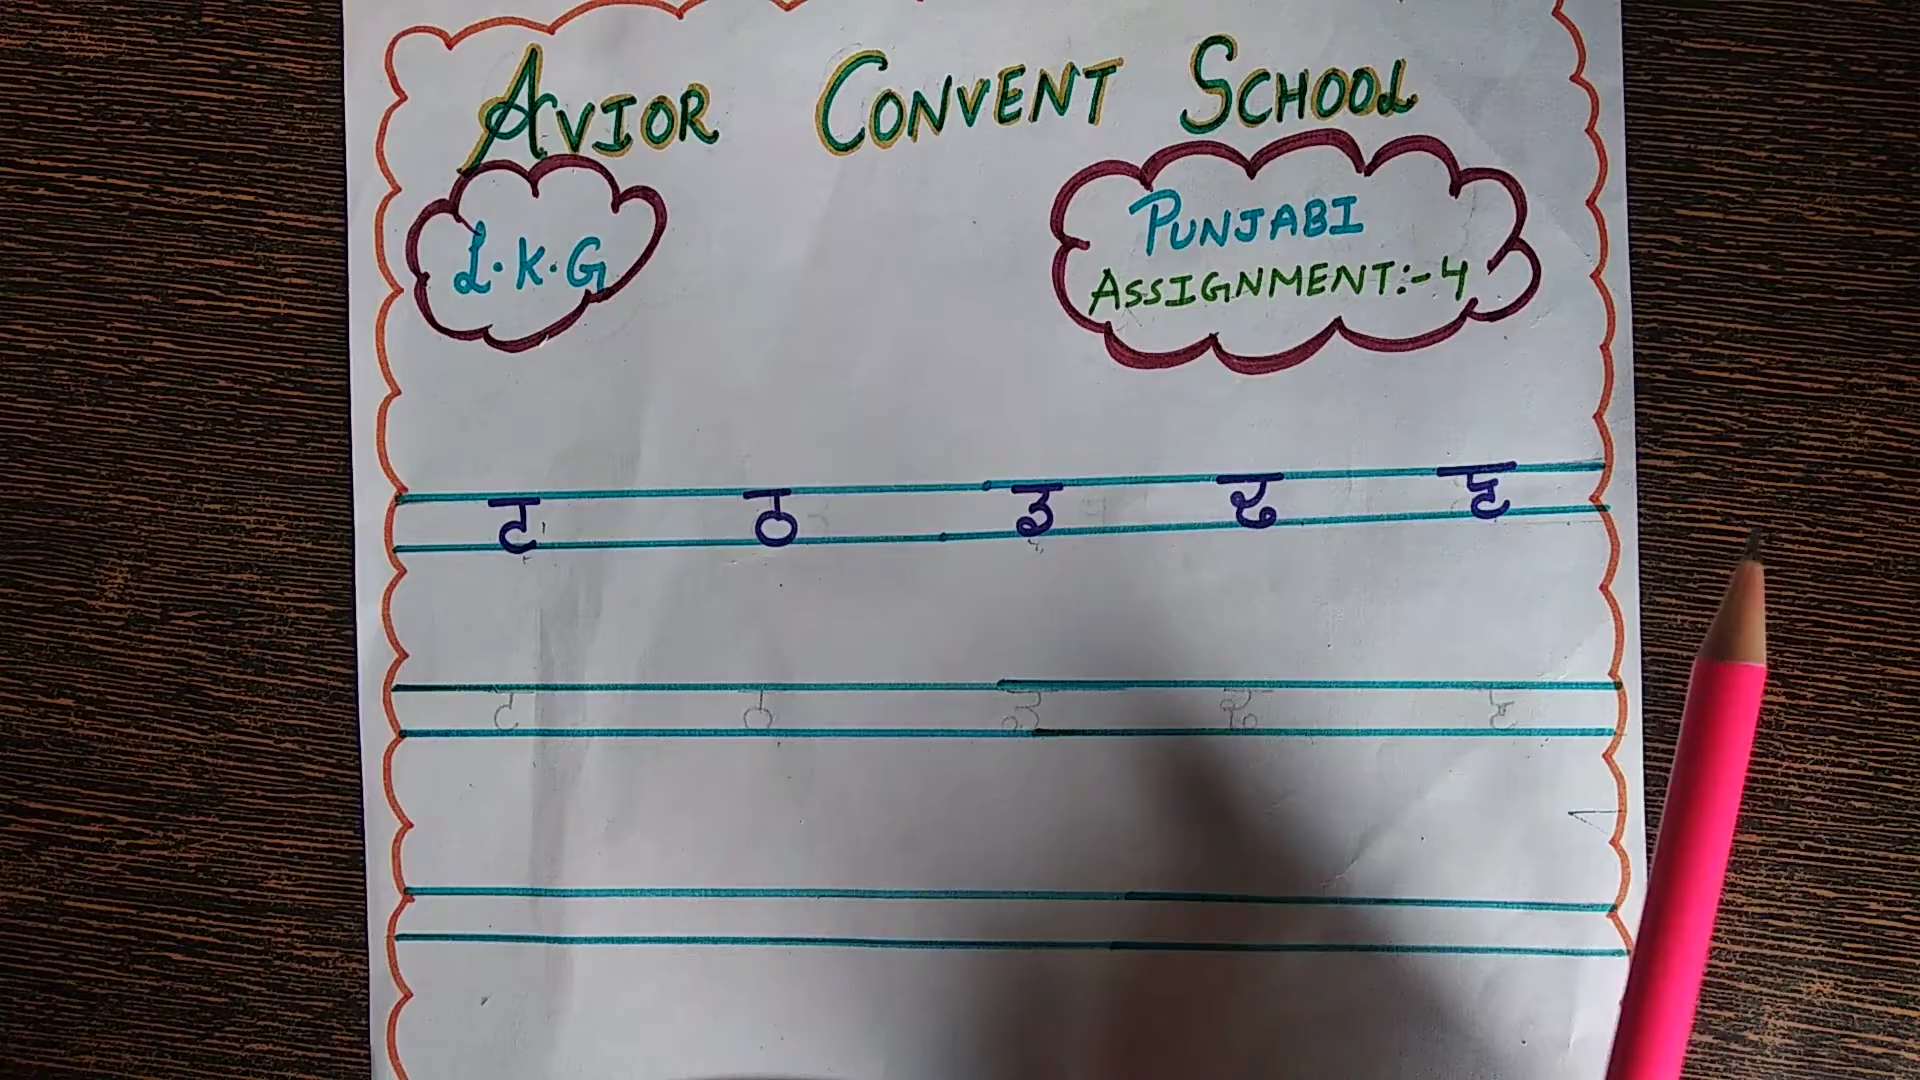 AVIOR CONVENT SCHOOL
L.K.G
PUNJABI
ASSIGNMENT:-4
ਟ ਠ ਡ ਢ ਣ
ਟ ਠ ਡ ਢ ਣ